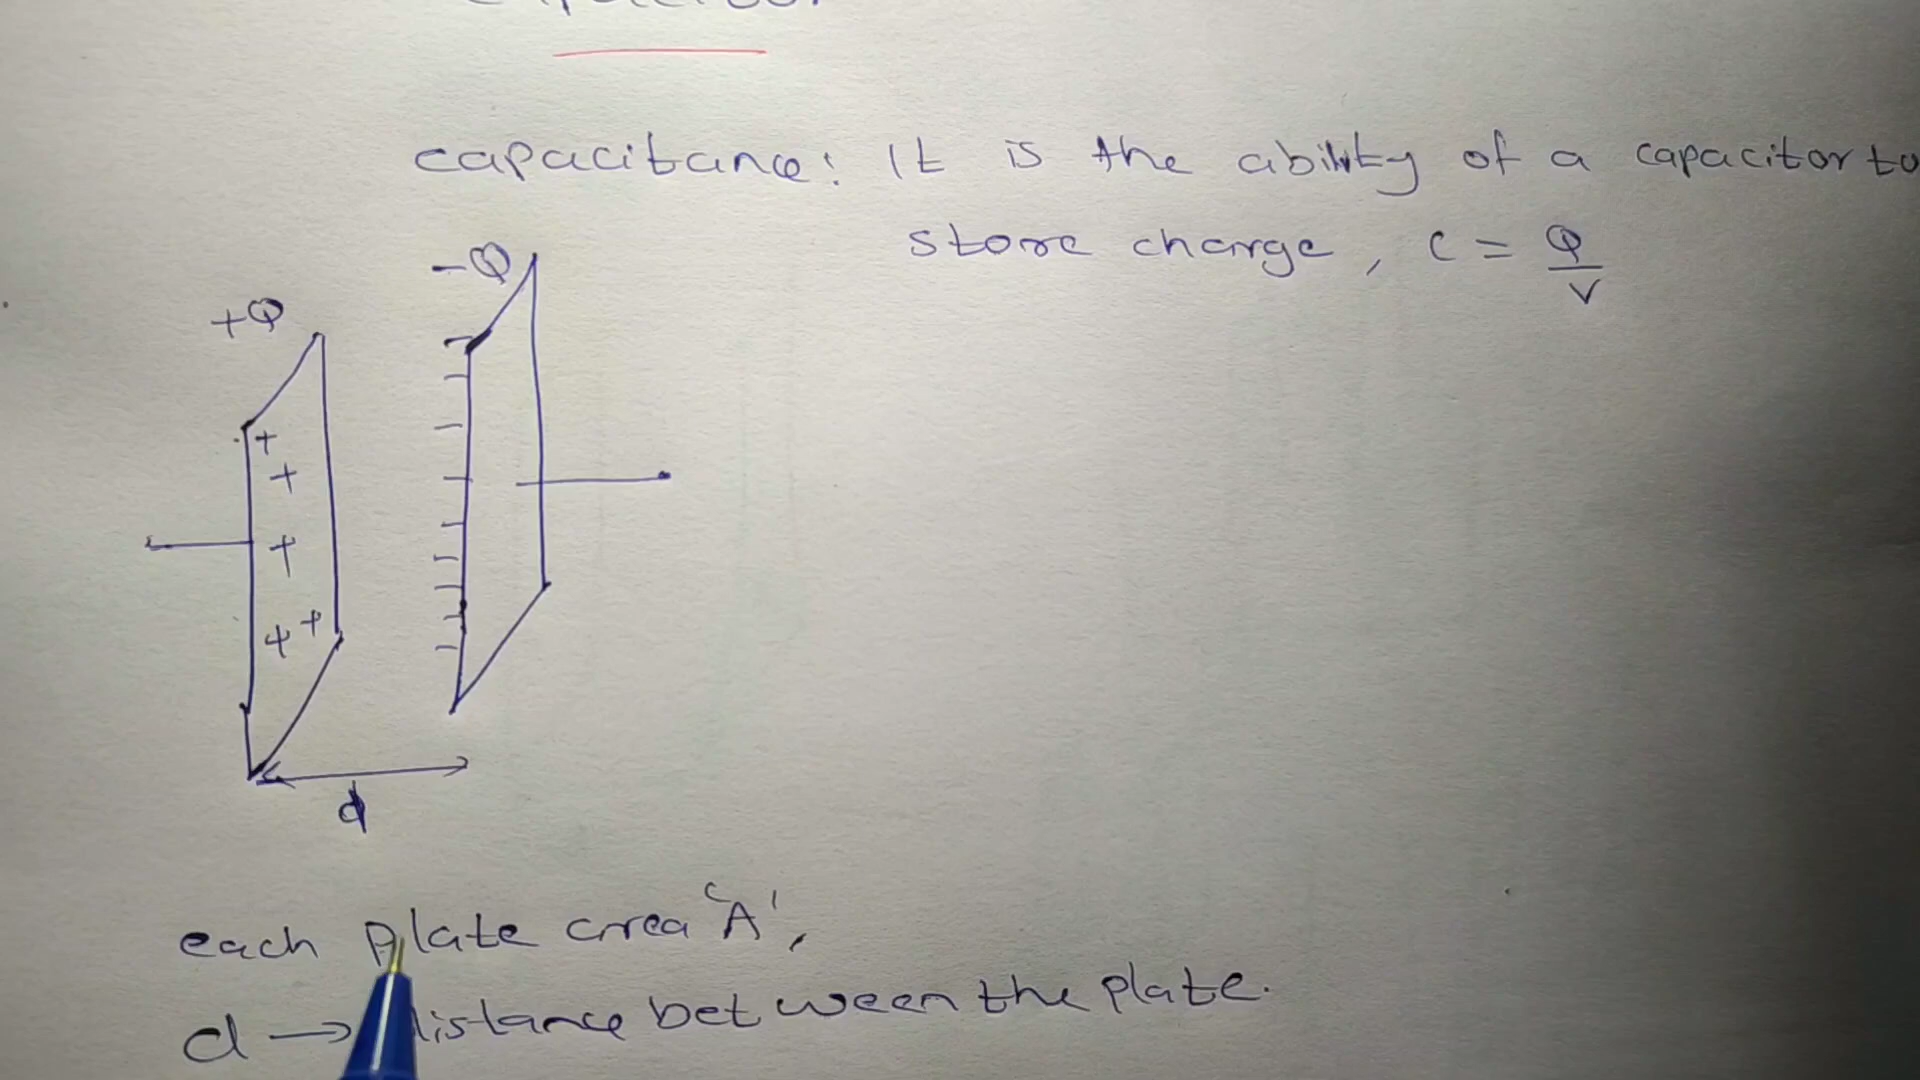 capacitance: It is the ability of a capacitor to
store charge, C = Q/V
-Q
+Q
+
+
+
+ +
d
each plate area 'A',
d → distance between the plate.